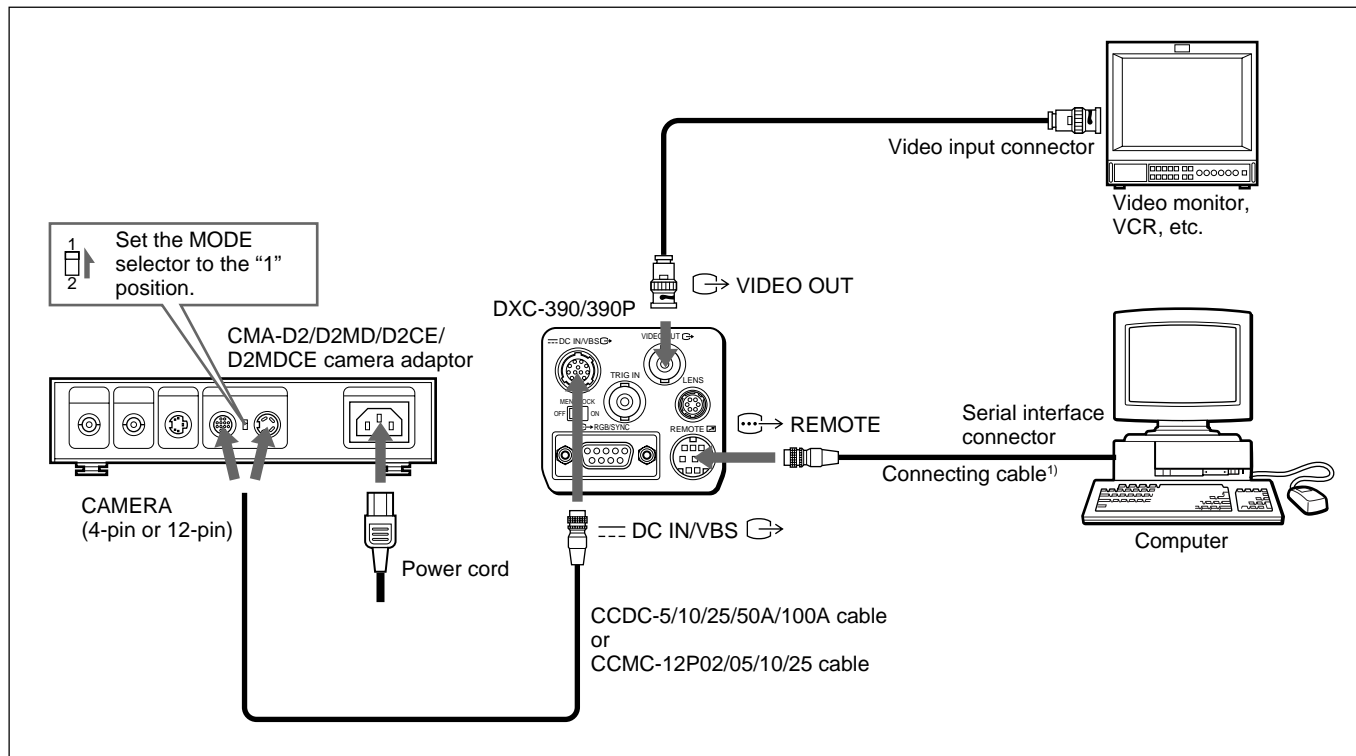 Video input connector
Video monitor,
VCR, etc.
1
2
Set the MODE
selector to the “1”
position.
VIDEO OUT
DXC-390/390P
CMA-D2/D2MD/D2CE/
D2MDCE camera adaptor
DC IN/VBS
VIDEO OUT
TRIG IN
LENS
OFF
ON
RGB/SYNC
REMOTE
REMOTE
Serial interface
connector
Connecting cable1)
Computer
CAMERA
(4-pin or 12-pin)
Power cord
DC IN/VBS
CCDC-5/10/25/50A/100A cable
or
CCMC-12P02/05/10/25 cable